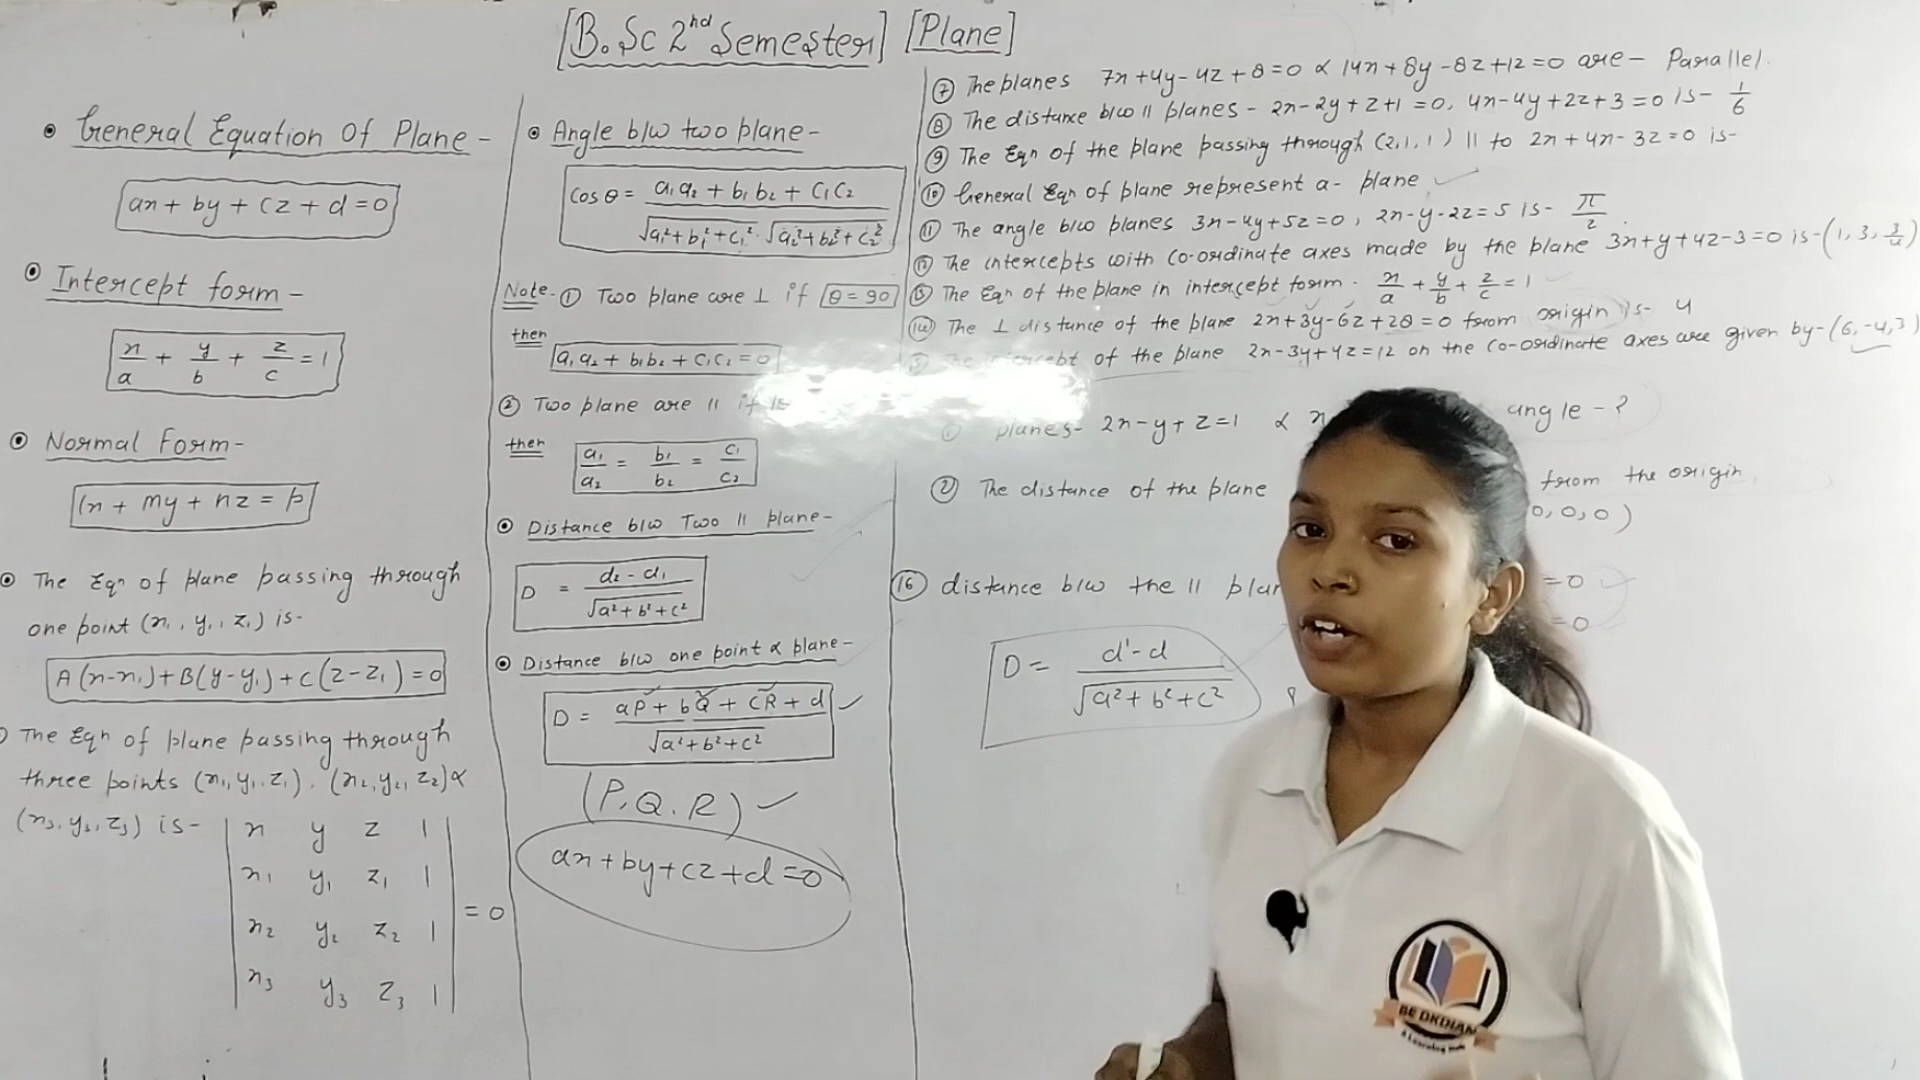 [B.Sc 2nd Semester] [Plane]
• General Equation Of Plane -
ax + by + cz + d = 0
• Intercept form -
x/a + y/b + z/c = 1
• Normal Form -
lx + my + nz = p
• The Eqn of plane passing through
one point (x₁, y₁, z₁) is -
A(x-x₁)+B(y-y₁)+C(z-z₁)=0
The Eqn of plane passing through
three points (x₁,y₁,z₁), (x₂,y₂,z₂) &
(x₃,y₃,z₃) is -
x y z 1
x₁ y₁ z₁ 1
x₂ y₂ z₂ 1 = 0
x₃ y₃ z₃ 1
• Angle b/w two plane -
Cos θ = a₁a₂ + b₁b₂ + c₁c₂ / √a₁²+b₁²+c₁² · √a₂²+b₂²+c₂²
Note - ① Two plane are ⊥ if θ = 90
then
a₁a₂ + b₁b₂ + c₁c₂ = 0
② Two plane are || if
then
a₁/a₂ = b₁/b₂ = c₁/c₂
• Distance b/w Two || plane -
D = d₂ - d₁ / √a²+b²+c²
• Distance b/w one point & plane -
D = aP + bQ + cR + d / √a²+b²+c² ✓
(P,Q,R) ✓
ax+by+cz+d=0
⑦ The planes 7x+4y-4z+8=0 & 14x+8y-8z+12=0 are - Parallel.
⑧ The distance b/w || planes - 2x-2y+z+1=0, 4x-4y+2z+3=0 is - 1/6
⑨ The Eqn of the plane passing through (2,1,1) || to 2x+4x-3z=0 is -
⑩ General Eqn of plane represent a - plane ✓
⑪ The angle b/w planes 3x-4y+5z=0, 2x-y-2z=5 is - π/2
⑫ The intercepts with co-ordinate axes made by the plane 3x+y+4z-3=0 is - (1,3,3/4)
⑬ The Eqn of the plane in intercept form - x/a + y/b + z/c = 1
⑭ The ⊥ distance of the plane 2x+3y-6z+28=0 from origin is - 4
of the plane 2x-3y+4z=12 on the co-ordinate axes are given by - (6,-4,3)
① planes - 2x-y+z=1 & x angle - ?
② The distance of the plane from the origin
0,0,0)
⑯ distance b/w the || =0
=0
D = d'-d / √a²+b²+c²
BE DKDIAN
A Learning Hub